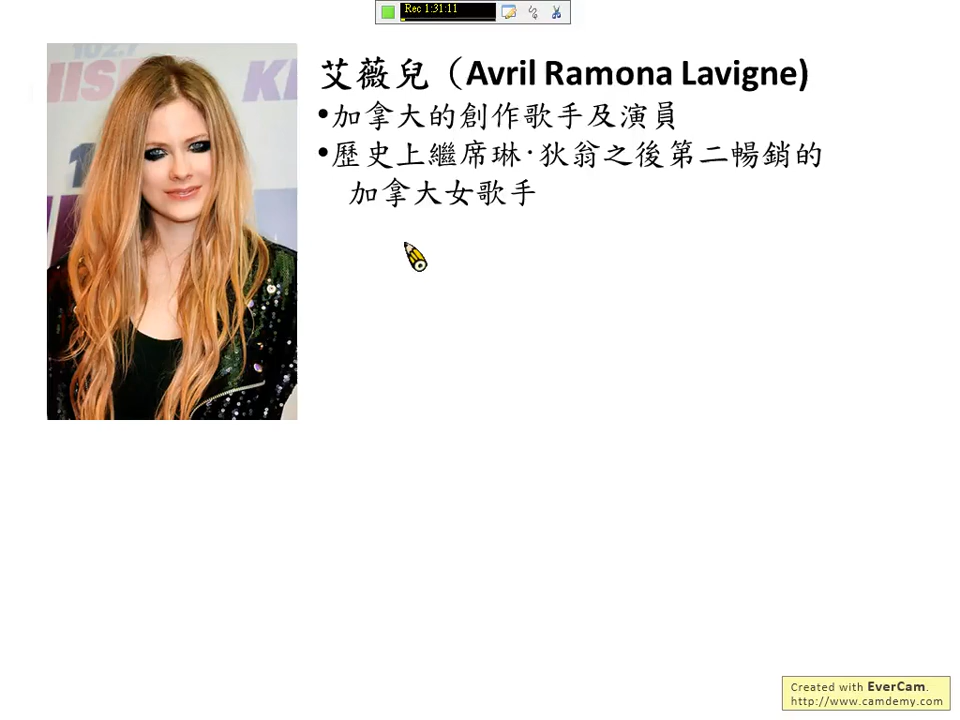 Rec 1:31:11
102.7
艾薇兒（Avril Ramona Lavigne)
•加拿大的創作歌手及演員
•歷史上繼席琳·狄翁之後第二暢銷的
加拿大女歌手
Created with EverCam.
http://www.camdemy.com